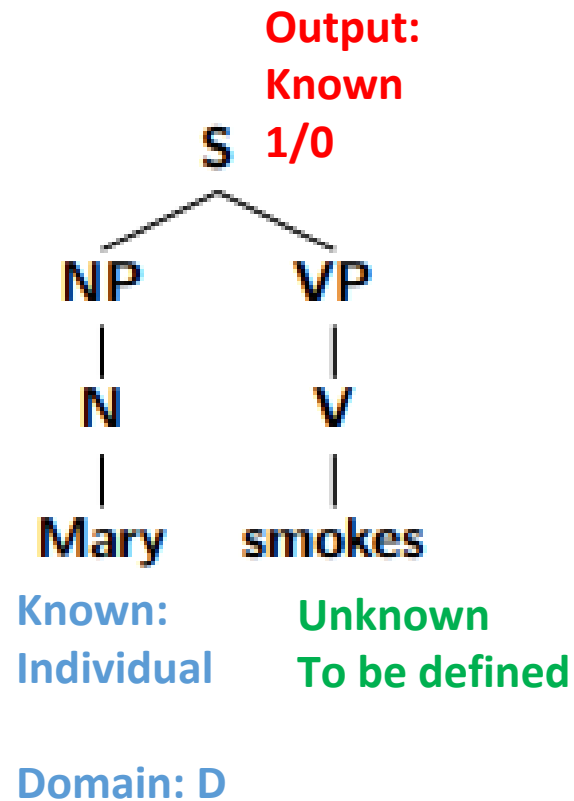 Output:
Known
1/0
S
NP VP
N V
Mary smokes
Known: Unknown
Individual To be defined
Domain: D